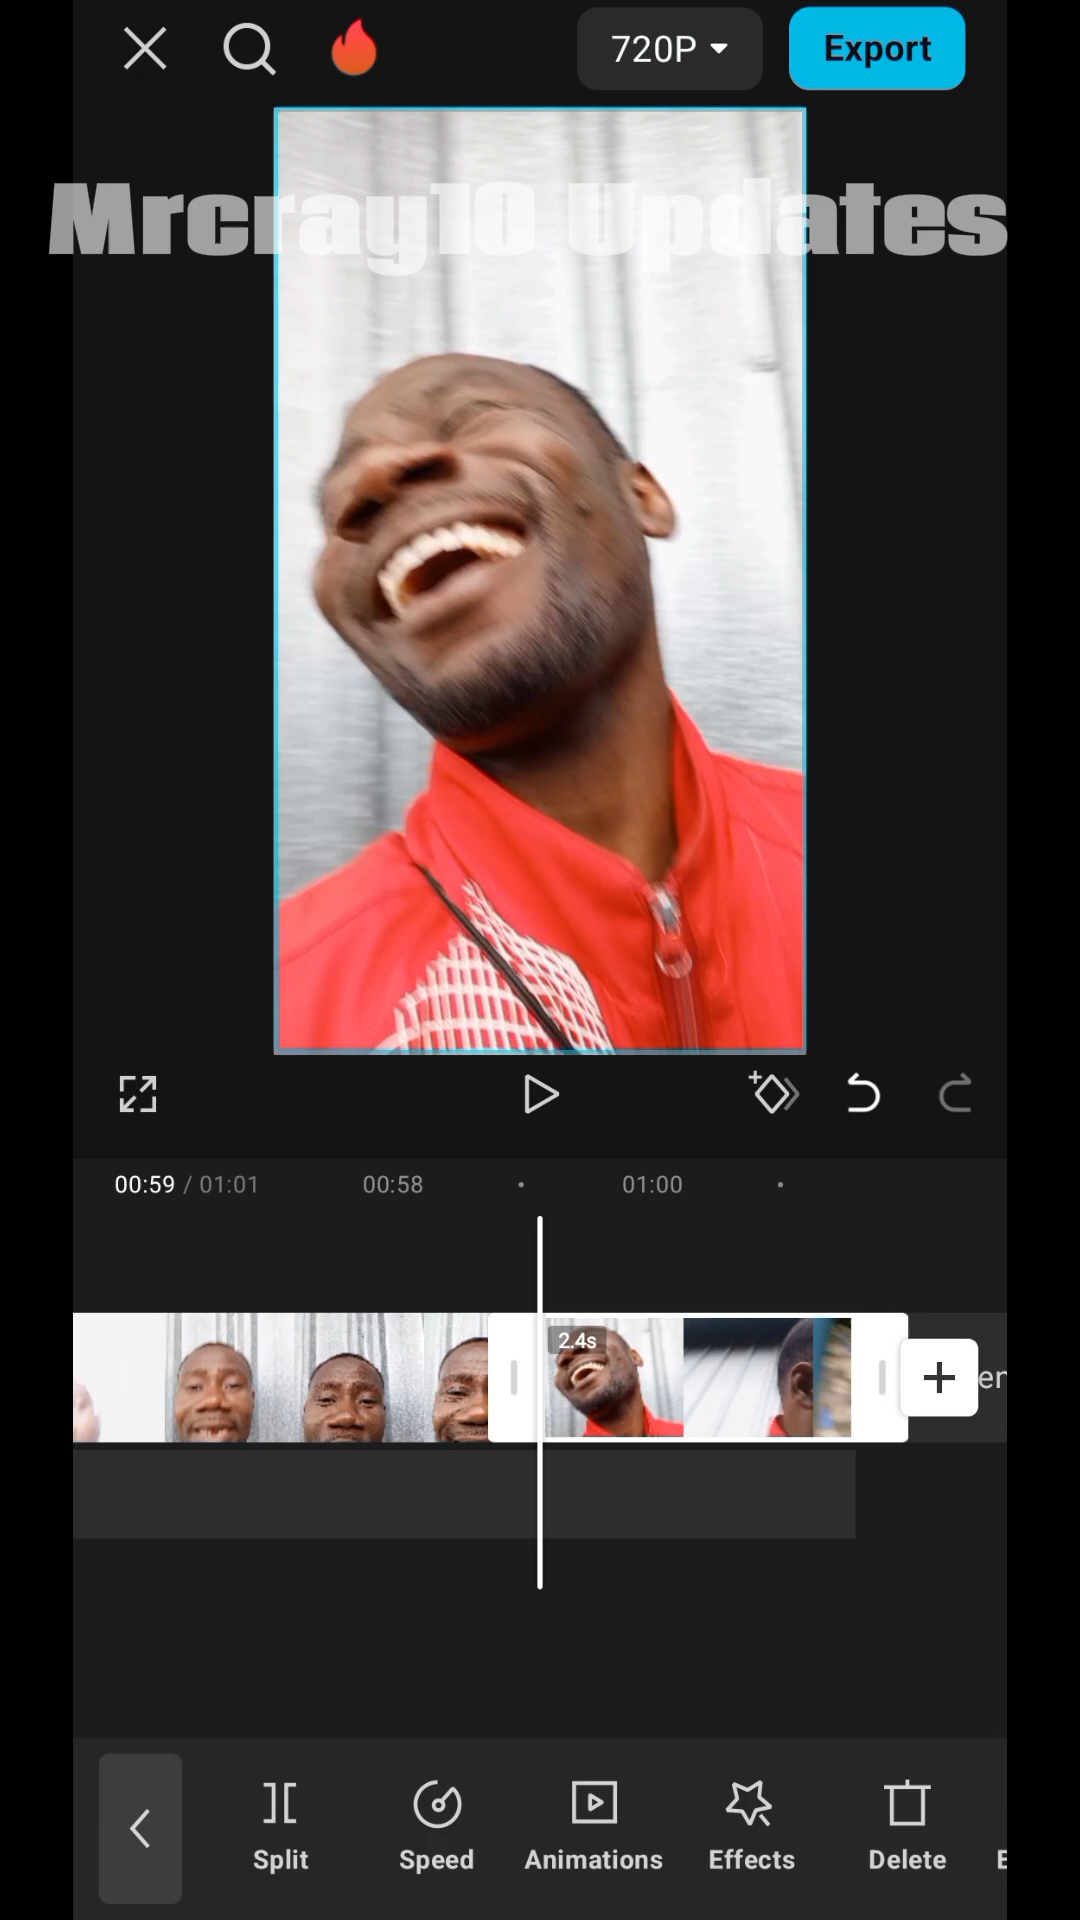 720P
Export
Mrcray10 Updates
00:59 / 01:01
00:58
01:00
2.4s
Split
Speed
Animations
Effects
Delete